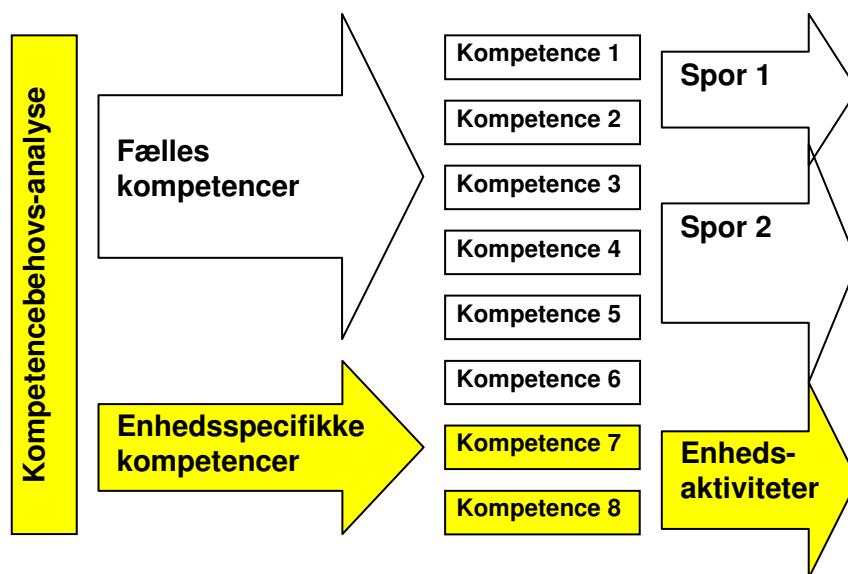 Kompetencebehovs-analyse
Fælles
kompetencer
Enhedsspecifikke
kompetencer
Kompetence 1
Kompetence 2
Kompetence 3
Kompetence 4
Kompetence 5
Kompetence 6
Kompetence 7
Kompetence 8
Spor 1
Spor 2
Enheds-
aktiviteter